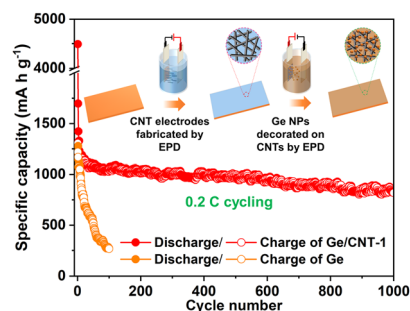 5000
4000
1500
1000
500
0
Specific capacity (mA h g⁻¹)
CNT electrodes
fabricated by
EPD
Ge NPs
decorated on
CNTs by EPD
0.2 C cycling
Discharge/ Charge of Ge/CNT-1
Discharge/ Charge of Ge
0 200 400 600 800 1000
Cycle number